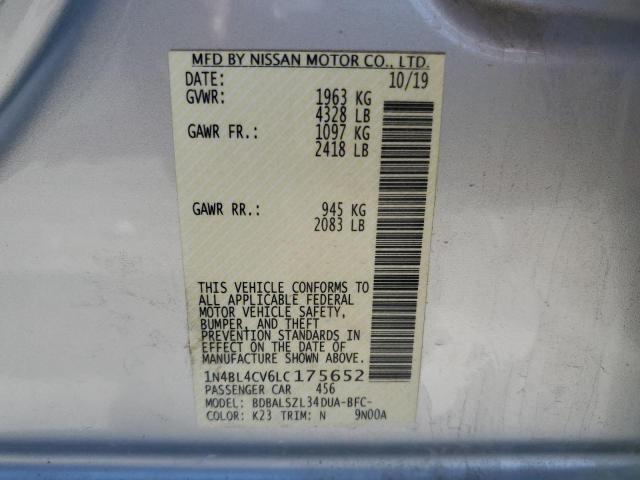 MFD BY NISSAN MOTOR CO., LTD.
DATE: 10/19
GVWR: 1963 KG
4328 LB
GAWR FR.: 1097 KG
2418 LB
GAWR RR.: 945 KG
2083 LB
THIS VEHICLE CONFORMS TO
ALL APPLICABLE FEDERAL
MOTOR VEHICLE SAFETY,
BUMPER, AND THEFT
PREVENTION STANDARDS IN
EFFECT ON THE DATE OF
MANUFACTURE SHOWN ABOVE.
1N4BL4CV6LC175652
PASSENGER CAR 456
MODEL: BDBALSZL34DUA-BFC-
COLOR: K23 TRIM: N 9N00A